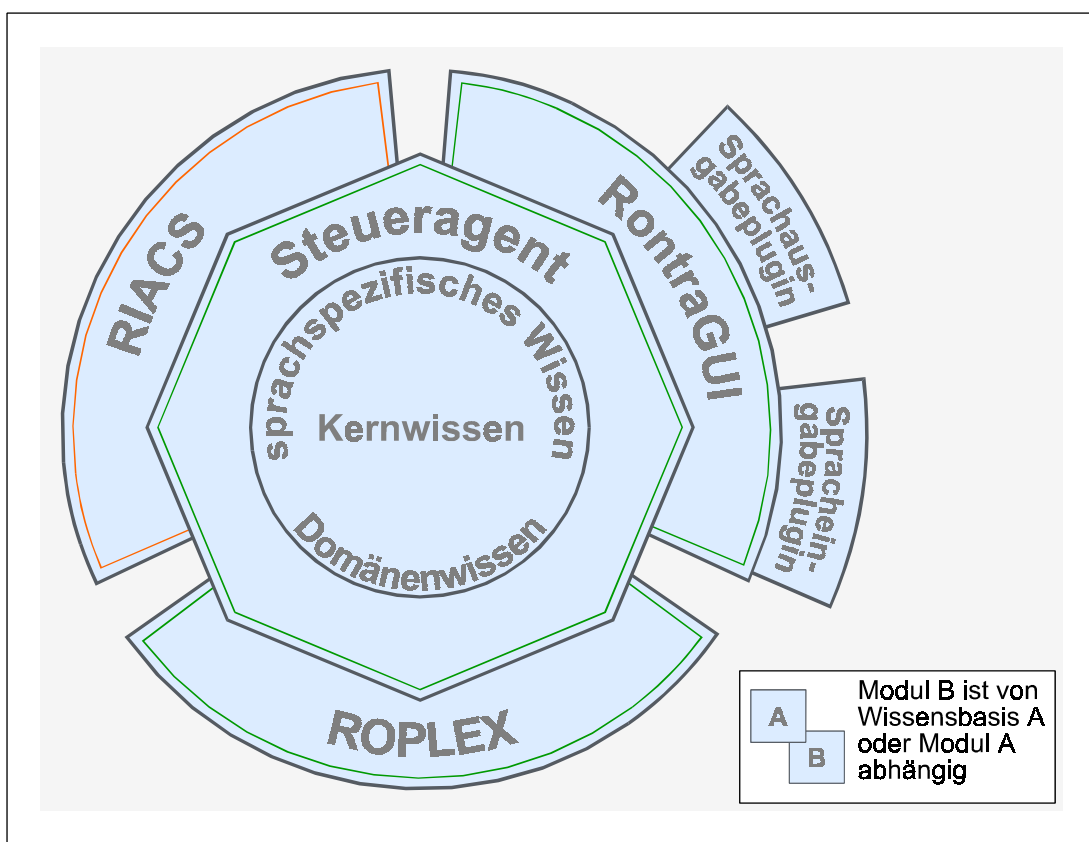 RIACS
Steueragent
RontraGUI
Sprachaus-
gabeplugin
sprachspezifisches Wissen
Kernwissen
Domänenwissen
Sprachein-
gabeplugin
ROPLEX
A
B
Modul B ist von
Wissensbasis A
oder Modul A
abhängig